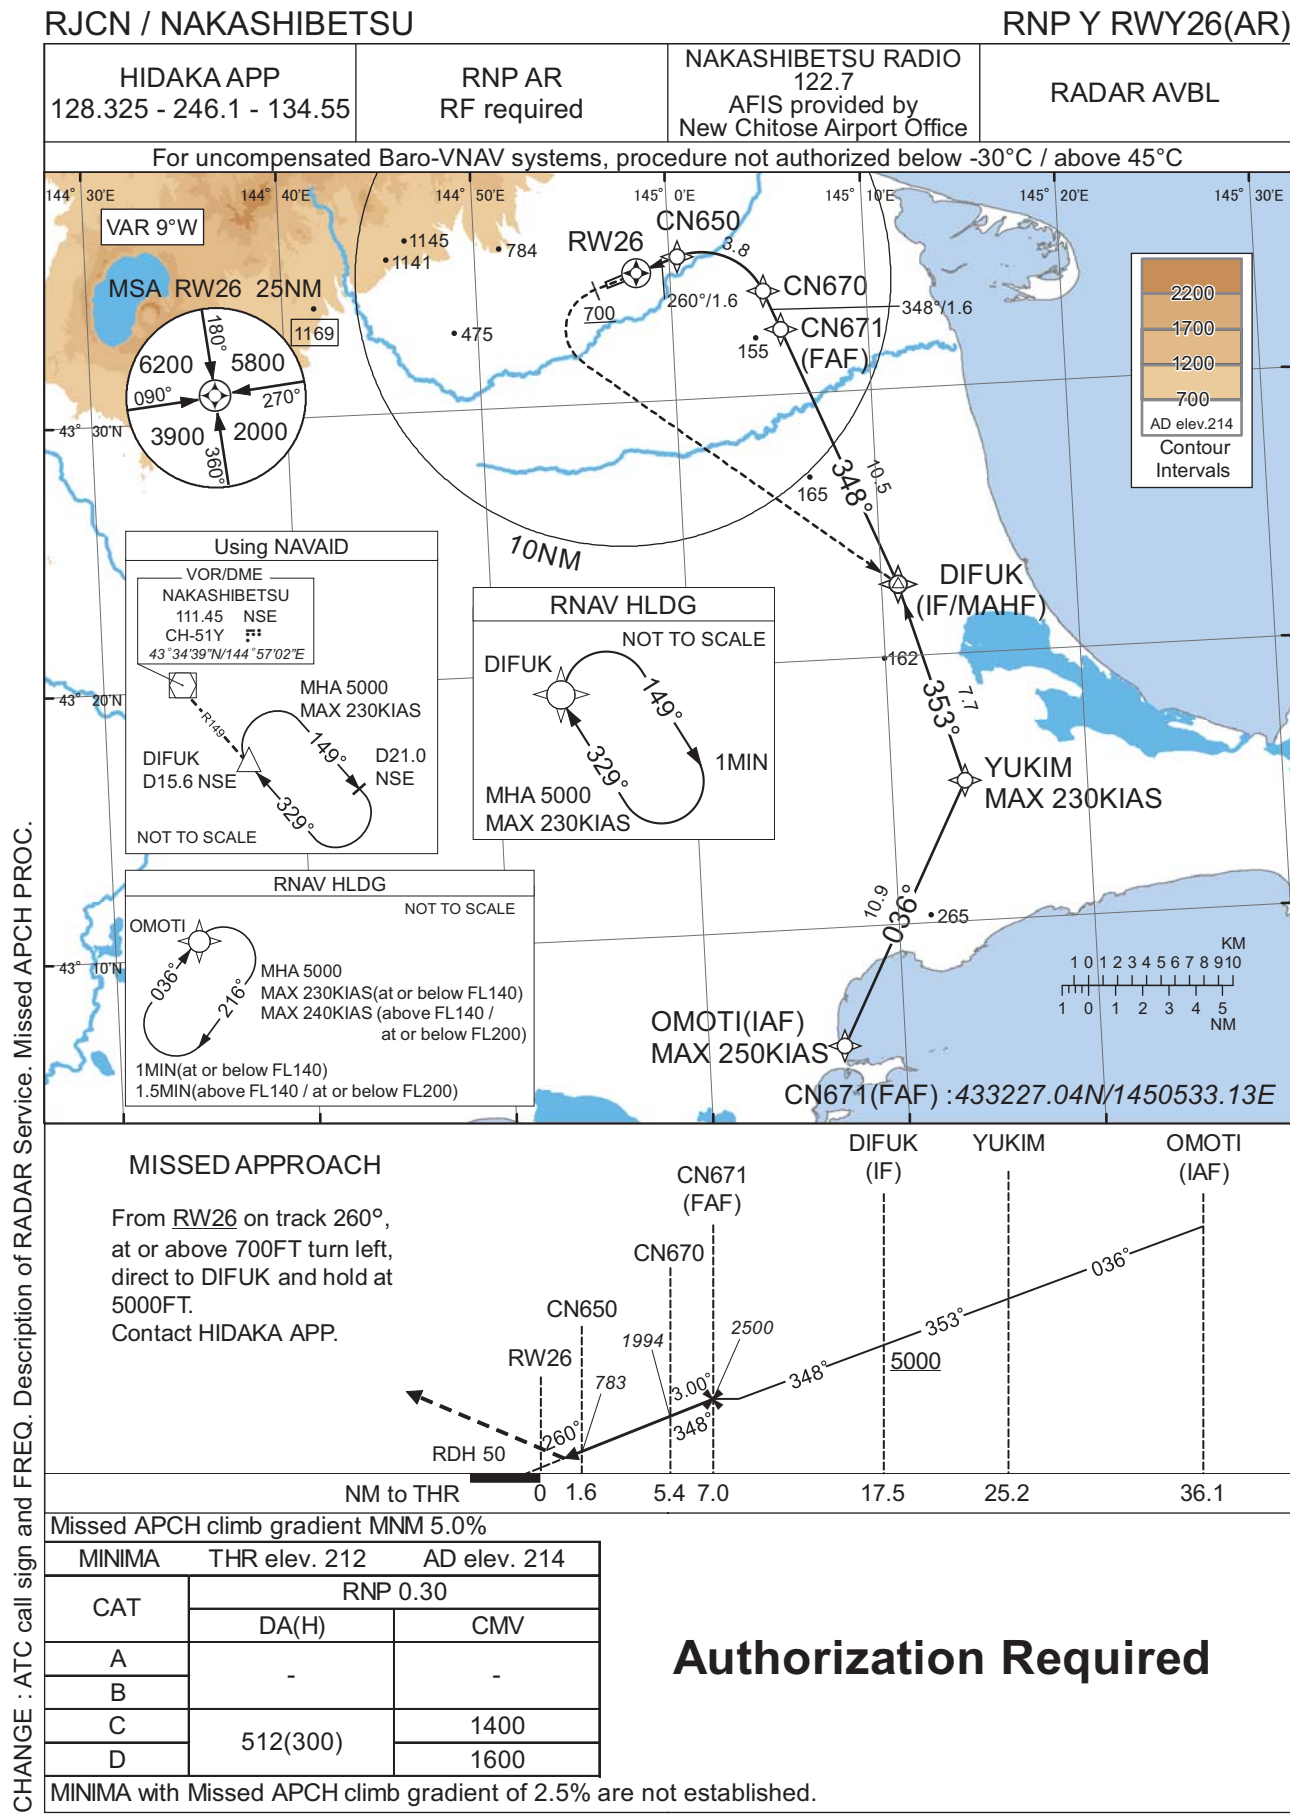 RJCN / NAKASHIBETSU
RNP Y RWY26(AR)
HIDAKA APP
128.325 - 246.1 - 134.55
RNP AR
RF required
NAKASHIBETSU RADIO
122.7
AFIS provided by
New Chitose Airport Office
RADAR AVBL
For uncompensated Baro-VNAV systems, procedure not authorized below -30°C / above 45°C
144° 30'E
144° 40'E
144° 50'E
145° 0'E
145° 10'E
145° 20'E
145° 30'E
VAR 9°W
MSA RW26 25NM
1169
180°
6200
5800
090°
270°
3900
2000
360°
1145
1141
784
475
RW26
CN650
3.8
CN670
260°/1.6
348°/1.6
700
CN671
(FAF)
155
2200
1700
1200
700
AD elev.214
Contour
Intervals
43° 30'N
348°
10.5
165
10NM
Using NAVAID
VOR/DME
NAKASHIBETSU
111.45 NSE
CH-51Y
43°34'39"N/144°57'02"E
R149
MHA 5000
MAX 230KIAS
149°
D21.0
NSE
DIFUK
D15.6 NSE
329°
NOT TO SCALE
RNAV HLDG
NOT TO SCALE
DIFUK
149°
329°
1MIN
MHA 5000
MAX 230KIAS
DIFUK
(IF/MAHF)
162
353°
7.7
YUKIM
MAX 230KIAS
43° 20'N
RNAV HLDG
NOT TO SCALE
OMOTI
036°
216°
MHA 5000
MAX 230KIAS(at or below FL140)
MAX 240KIAS (above FL140 /
at or below FL200)
1MIN(at or below FL140)
1.5MIN(above FL140 / at or below FL200)
43° 10'N
10.9
036°
265
KM
1 0 1 2 3 4 5 6 7 8 9 10
1 0 1 2 3 4 5
NM
OMOTI(IAF)
MAX 250KIAS
CN671(FAF) :433227.04N/1450533.13E
MISSED APPROACH
From RW26 on track 260°,
at or above 700FT turn left,
direct to DIFUK and hold at
5000FT.
Contact HIDAKA APP.
DIFUK
(IF)
YUKIM
OMOTI
(IAF)
CN671
(FAF)
CN670
CN650
RW26
1994
2500
783
3.00°
348°
260°
348°
353°
036°
5000
RDH 50
NM to THR
0 1.6 5.4 7.0 17.5 25.2 36.1
Missed APCH climb gradient MNM 5.0%
MINIMA THR elev. 212 AD elev. 214
CAT
RNP 0.30
DA(H) CMV
A
B
- -
C
D
512(300)
1400
1600
MINIMA with Missed APCH climb gradient of 2.5% are not established.
Authorization Required
CHANGE : ATC call sign and FREQ. Description of RADAR Service. Missed APCH PROC.